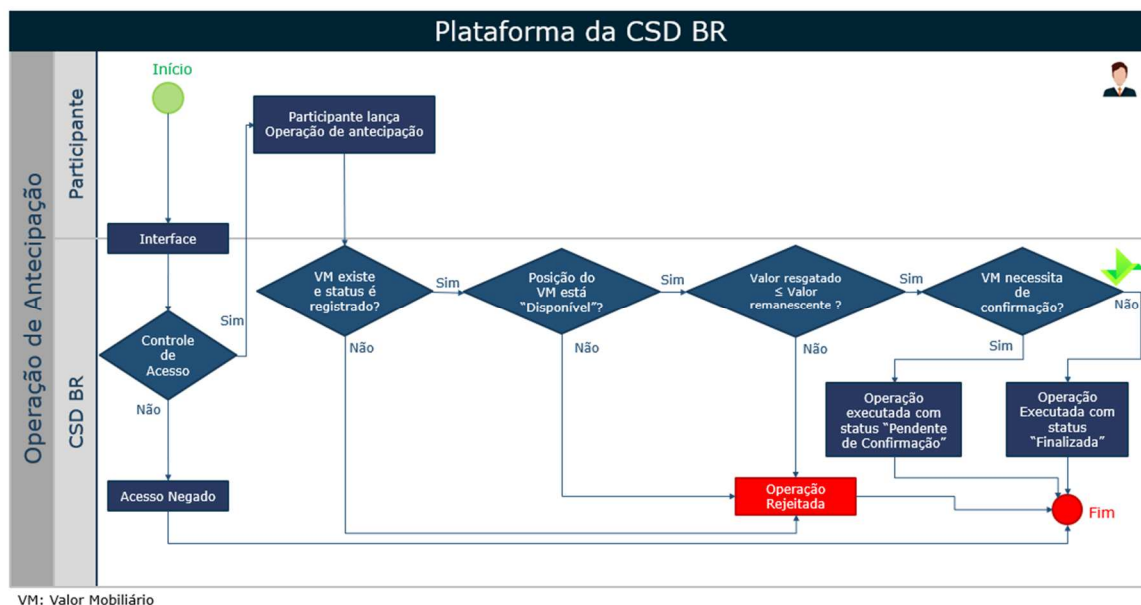 Plataforma da CSD BR
Operação de Antecipação
Participante
CSD BR
Início
Participante lança
Operação de antecipação
Interface
Controle
de
Acesso
Sim
Não
Acesso Negado
VM existe
e status é
registrado?
Sim
Não
Posição do
VM está
“Disponível”?
Sim
Não
Valor resgatado
≤ Valor
remanescente ?
Sim
Não
VM necessita
de
confirmação?
Não
Sim
Operação
executada com
status “Pendente
de Confirmação”
Operação
Executada com
status
“Finalizada”
Operação
Rejeitada
Fim
VM: Valor Mobiliário